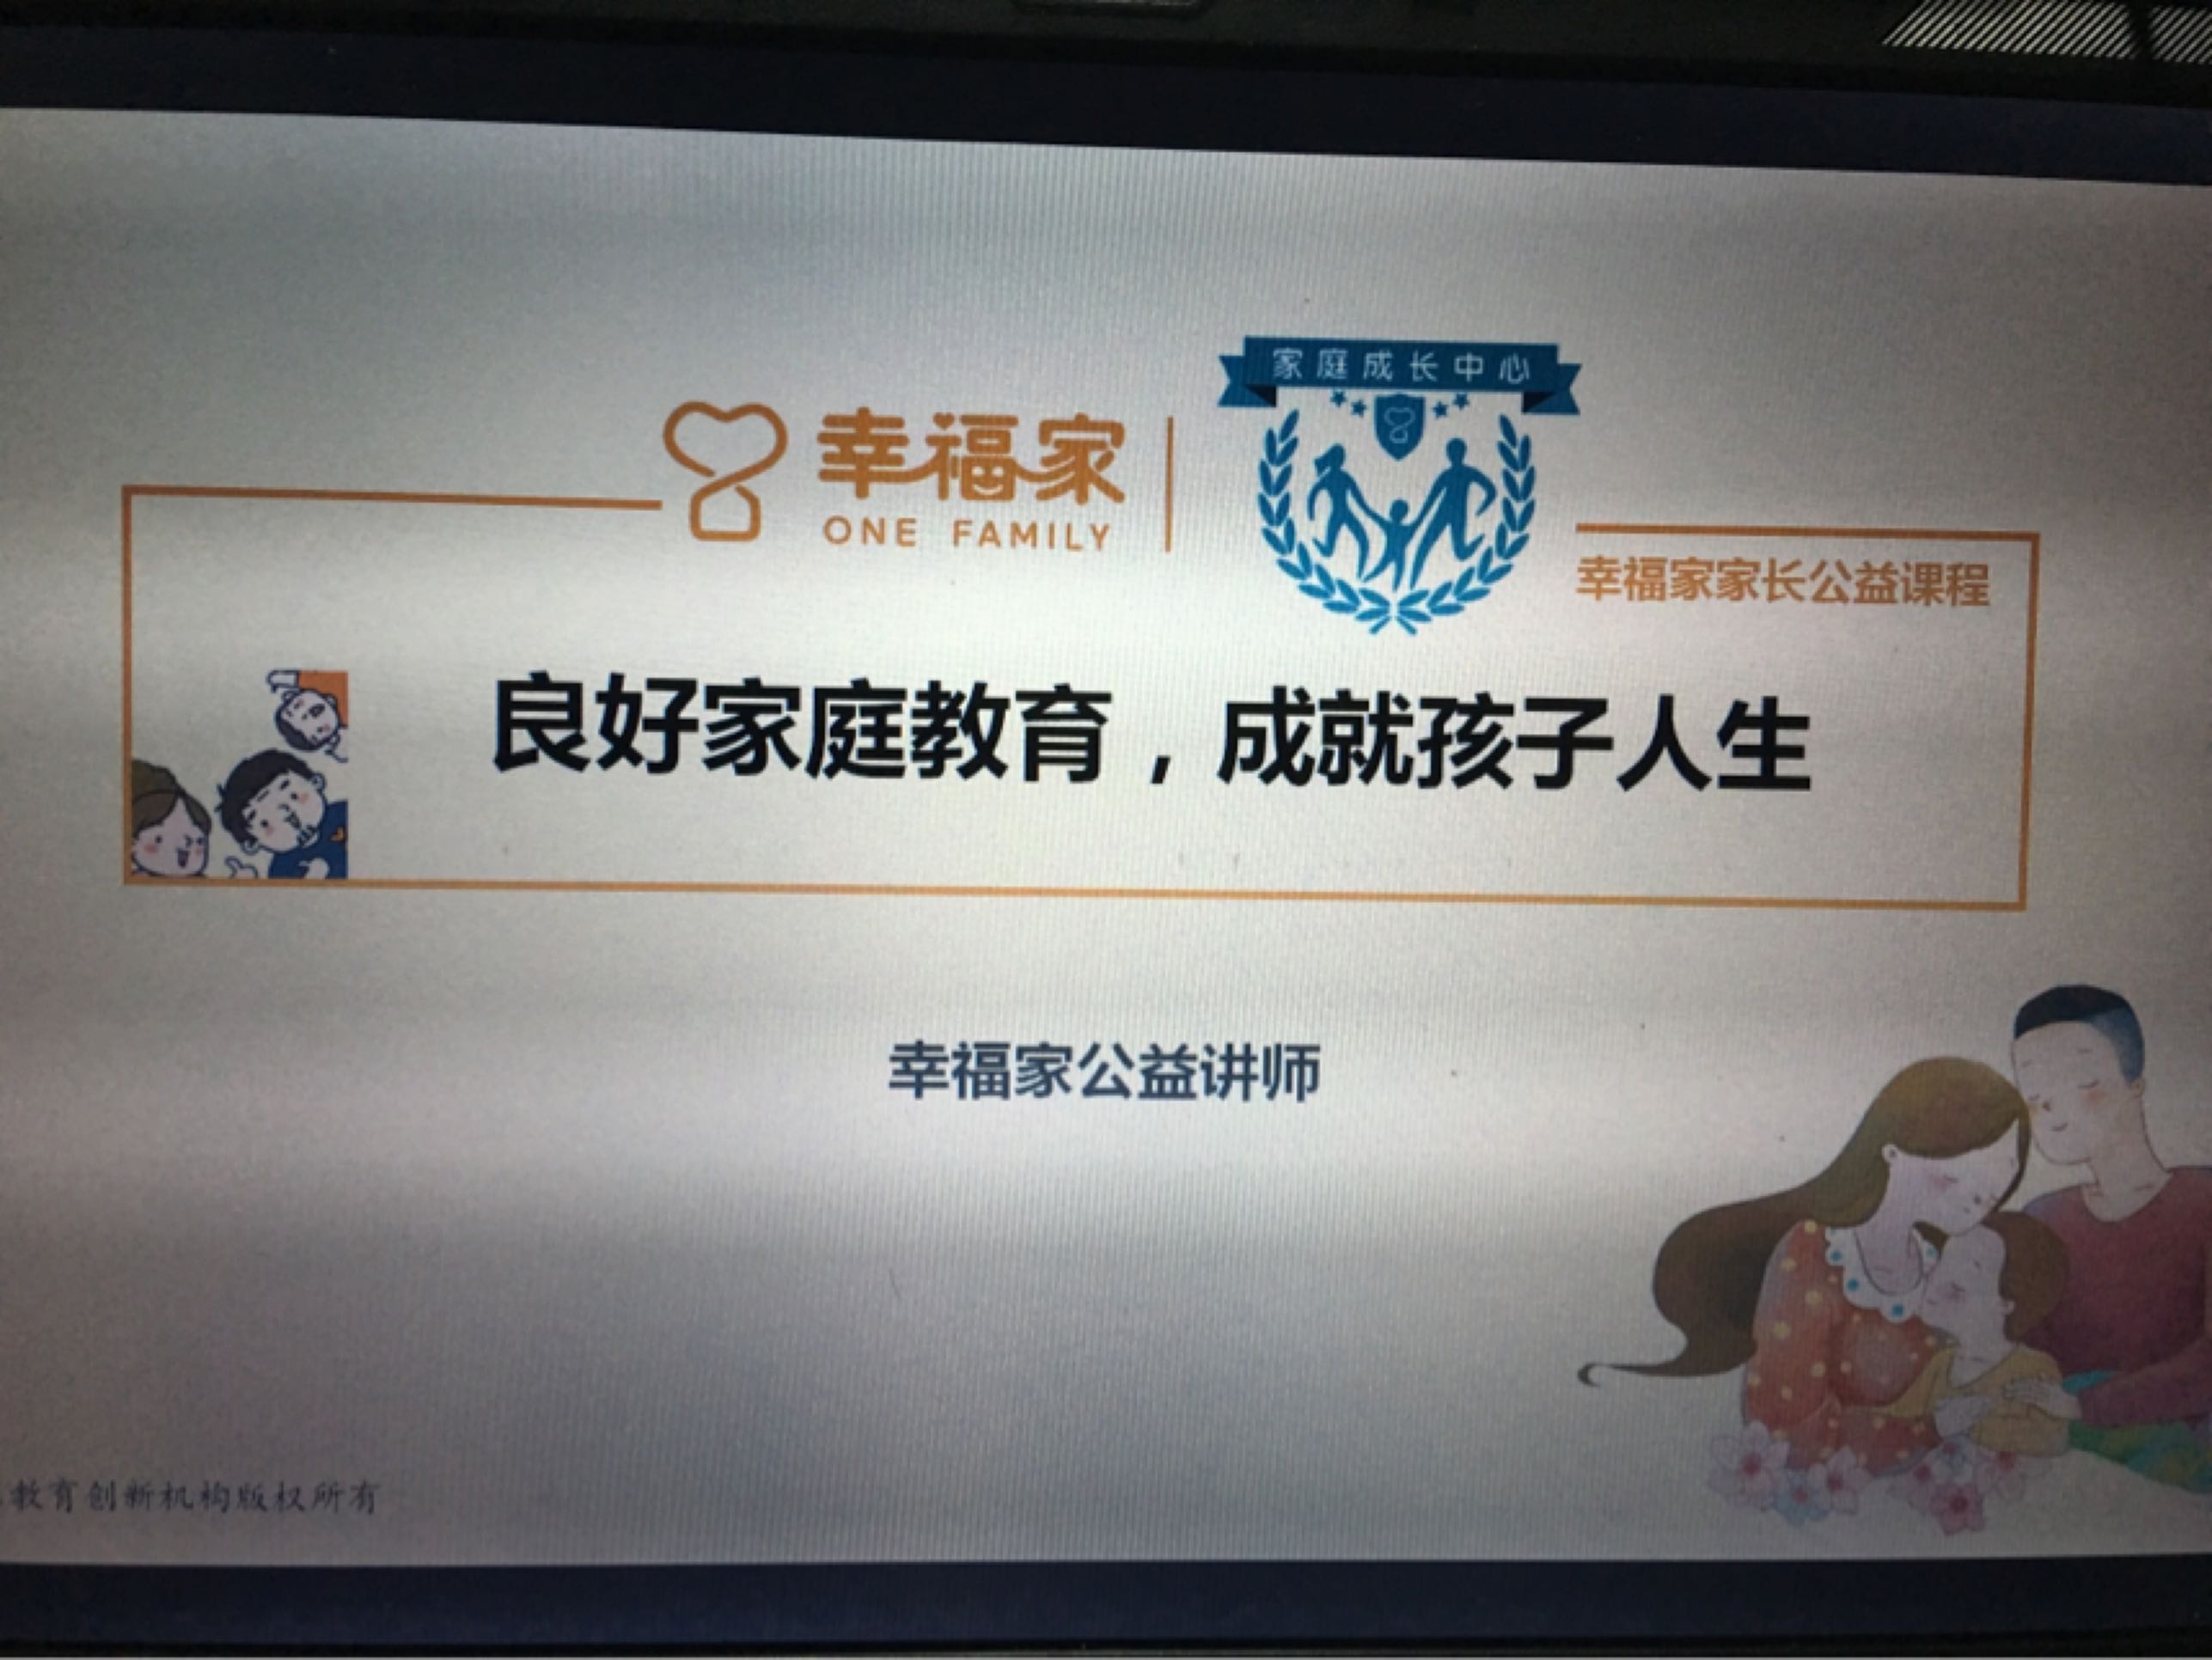 家庭成长中心
幸福家
ONE FAMILY
幸福家家长公益课程
良好家庭教育，成就孩子人生
幸福家公益讲师
教育创新机构版权所有